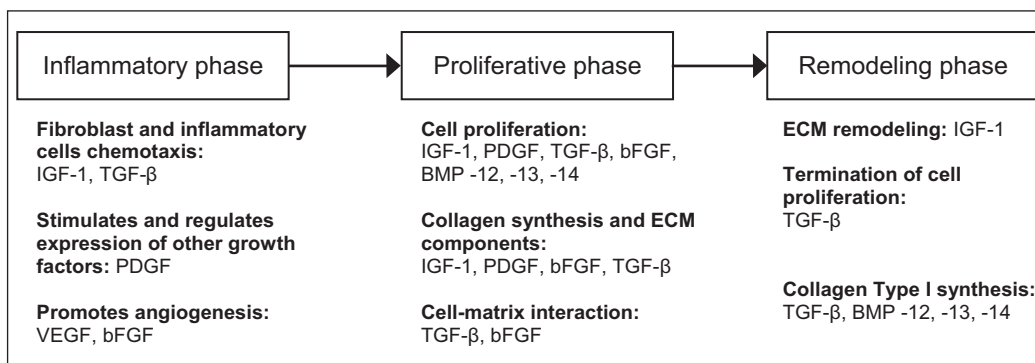 Inflammatory phase
Proliferative phase
Remodeling phase
Fibroblast and inflammatory
cells chemotaxis:
IGF-1, TGF-β
Stimulates and regulates
expression of other growth
factors: PDGF
Promotes angiogenesis:
VEGF, bFGF
Cell proliferation:
IGF-1, PDGF, TGF-β, bFGF,
BMP -12, -13, -14
Collagen synthesis and ECM
components:
IGF-1, PDGF, bFGF, TGF-β
Cell-matrix interaction:
TGF-β, bFGF
ECM remodeling: IGF-1
Termination of cell
proliferation:
TGF-β
Collagen Type I synthesis:
TGF-β, BMP -12, -13, -14